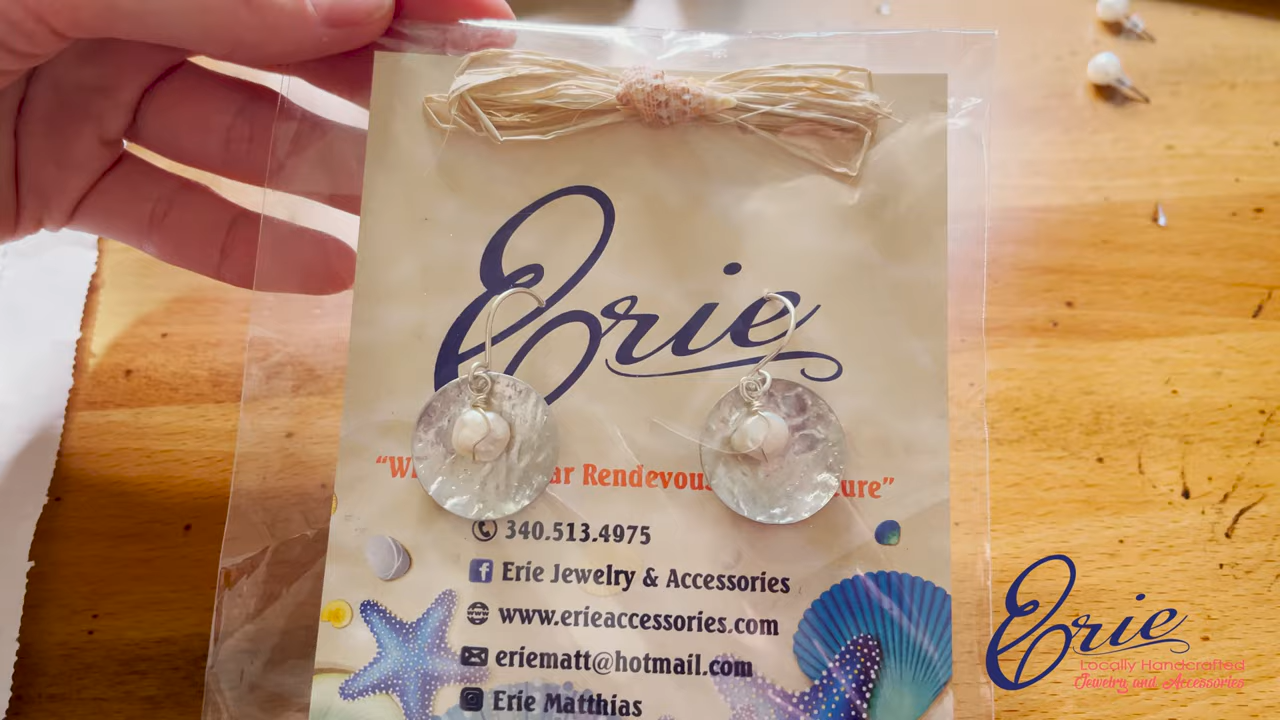 Erie
ar Rendevous
340.513.4975
Erie Jewelry & Accessories
www.erieaccessories.com
eriematt@hotmail.com
Erie Matthias
Erie
Locally Handcrafted
Jewelry and Accessories